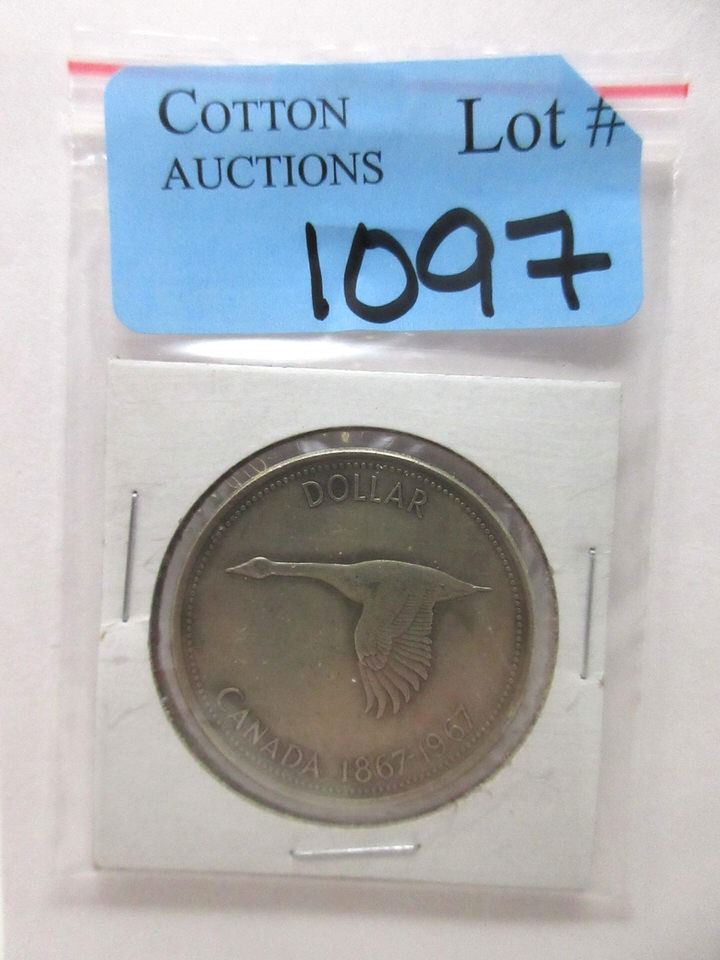 COTTON
AUCTIONS
Lot #
1097
DOLLAR
CANADA 1867-1967